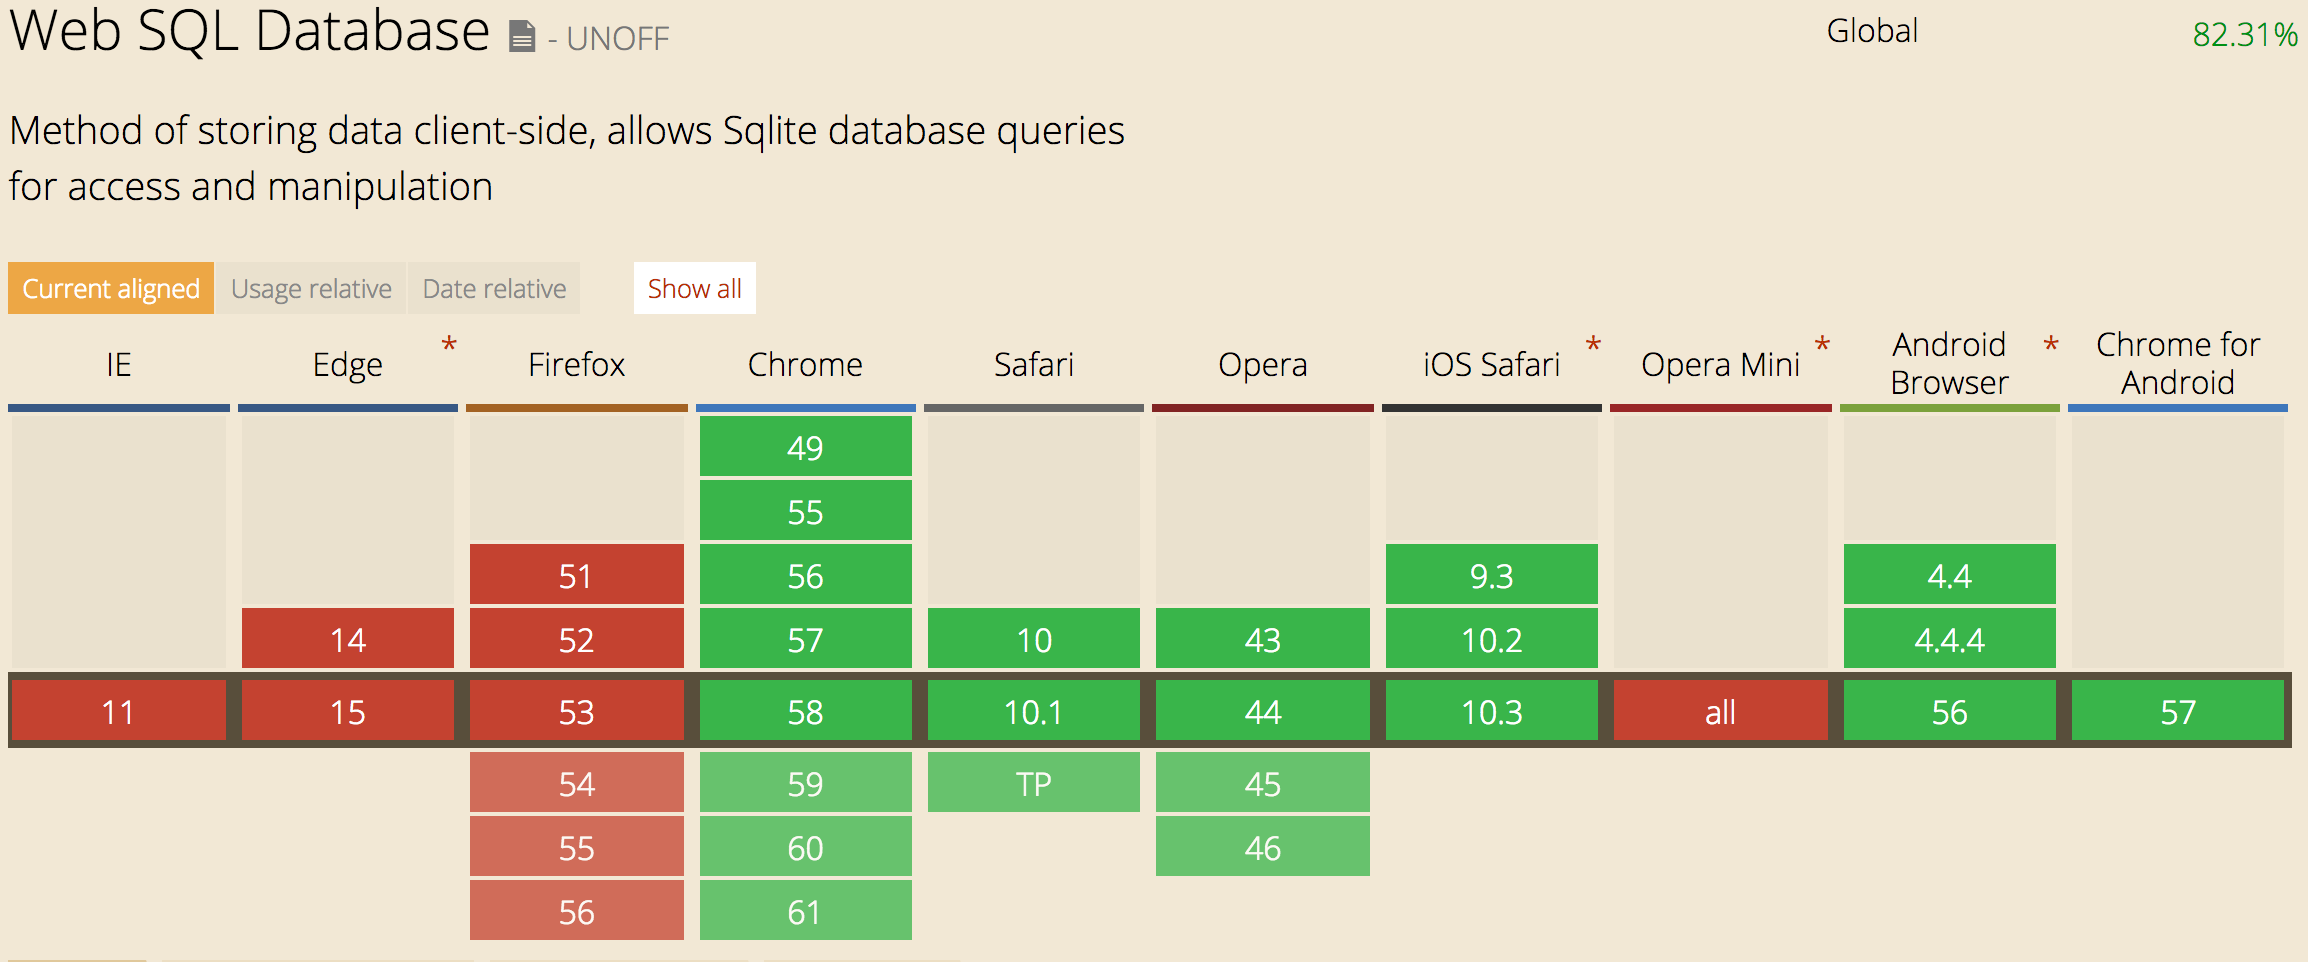 Web SQL Database - UNOFF
Global 82.31%
Method of storing data client-side, allows Sqlite database queries
for access and manipulation
Current aligned Usage relative Date relative Show all
IE Edge * Firefox Chrome Safari Opera iOS Safari * Opera Mini * Android Browser * Chrome for Android
49
55
51 56 9.3 4.4
14 52 57 10 43 10.2 4.4.4
11 15 53 58 10.1 44 10.3 all 56 57
54 59 TP 45
55 60 46
56 61